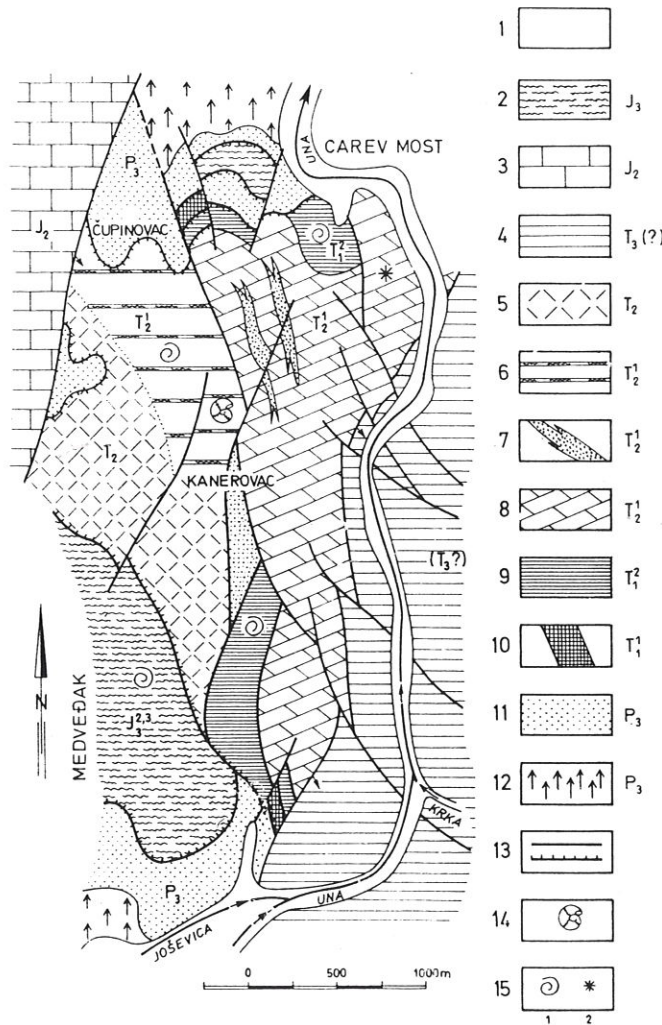 1
2 J₃
3 J₂
4 T₃(?)
5 T₂
6 T₂¹
7 T₂¹
8 T₂¹
9 T₁²
10 T₁¹
11 P₃
12 P₃
13
14
15
1 2
UNA
CAREV MOST
P₃
J₂
ČUPINOVAC
T₁²
T₂¹
T₂¹
T₂
KANEROVAC
(T₃?)
N
MEDVEĐAK
J₃²,³
KRKA
P₃
UNA
JOŠEVICA
0 500 1000m